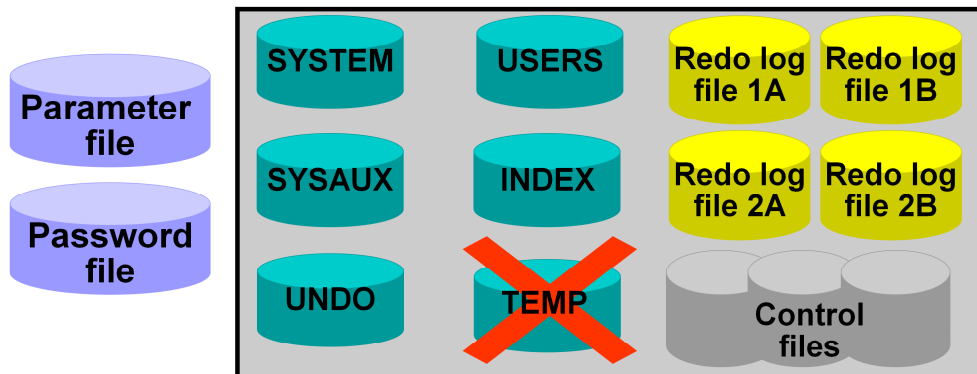 Parameter
file
Password
file
SYSTEM
USERS
Redo log
file 1A
Redo log
file 1B
SYSAUX
INDEX
Redo log
file 2A
Redo log
file 2B
UNDO
TEMP
Control
files